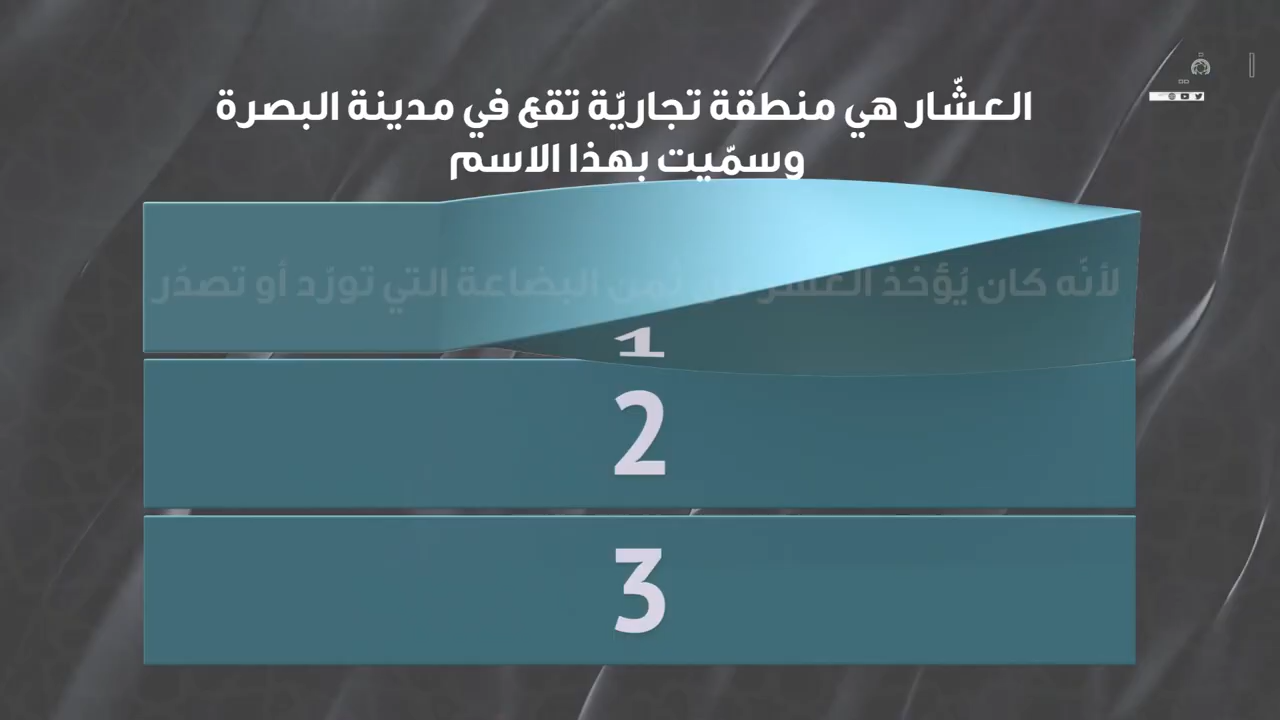 العشّار هي منطقة تجاريّة تقع في مدينة البصرة
وسمّيت بهذا الاسم
لأنّه كان يُؤخذ العشر من ثمن البضاعة التي تورّد أو تصدّر
1
2
3